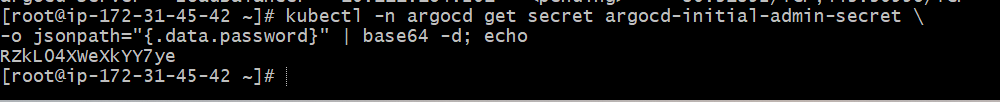 [root@ip-172-31-45-42 ~]# kubectl -n argocd get secret argocd-initial-admin-secret \
-o jsonpath="{.data.password}" | base64 -d; echo
RZkLO4XWeXkYY7ye
[root@ip-172-31-45-42 ~]#